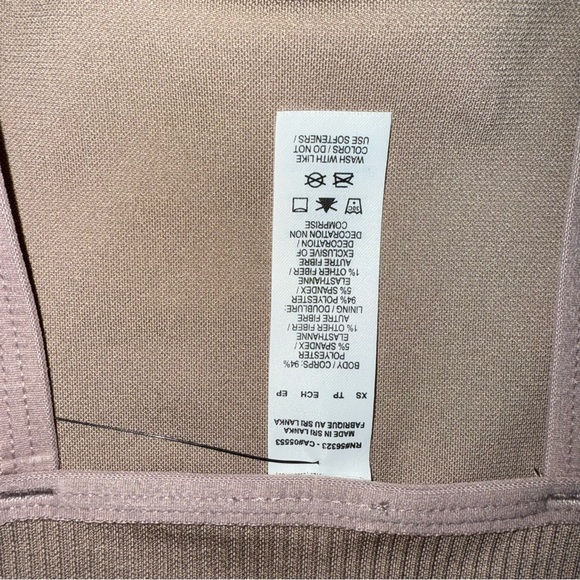 RN#56323 - CA#05553
MADE IN SRI LANKA
FABRIQUE AU SRI LANKA
XS TP ECH EP
BODY / CORPS: 94%
POLYESTER
5% SPANDEX /
1% OTHER FIBER /
AUTRE FIBRE
LINING / DOUBLURE:
94% POLYESTER
5% SPANDEX /
ELASTHANNE
1% OTHER FIBER /
AUTRE FIBRE
EXCLUSIVE OF
DECORATION /
DECORATION NON
COMPRISE
30C
WASH WITH LIKE
COLORS / DO NOT
USE SOFTENERS /